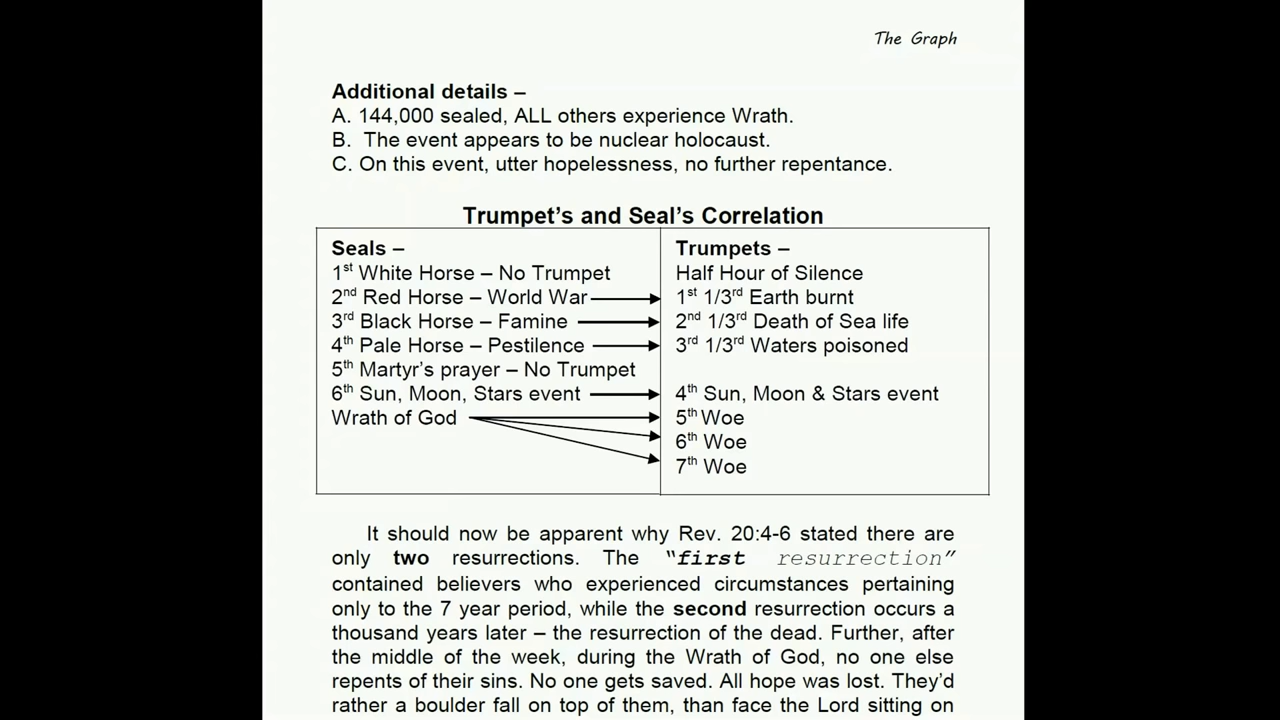 The Graph
Additional details –
A. 144,000 sealed, ALL others experience Wrath.
B. The event appears to be nuclear holocaust.
C. On this event, utter hopelessness, no further repentance.
Trumpet's and Seal's Correlation
Seals –
1st White Horse – No Trumpet
2nd Red Horse – World War
3rd Black Horse – Famine
4th Pale Horse – Pestilence
5th Martyr's prayer – No Trumpet
6th Sun, Moon, Stars event
Wrath of God
Trumpets –
Half Hour of Silence
1st 1/3rd Earth burnt
2nd 1/3rd Death of Sea life
3rd 1/3rd Waters poisoned
4th Sun, Moon & Stars event
5th Woe
6th Woe
7th Woe
It should now be apparent why Rev. 20:4-6 stated there are
only two resurrections. The "first resurrection"
contained believers who experienced circumstances pertaining
only to the 7 year period, while the second resurrection occurs a
thousand years later – the resurrection of the dead. Further, after
the middle of the week, during the Wrath of God, no one else
repents of their sins. No one gets saved. All hope was lost. They'd
rather a boulder fall on top of them, than face the Lord sitting on